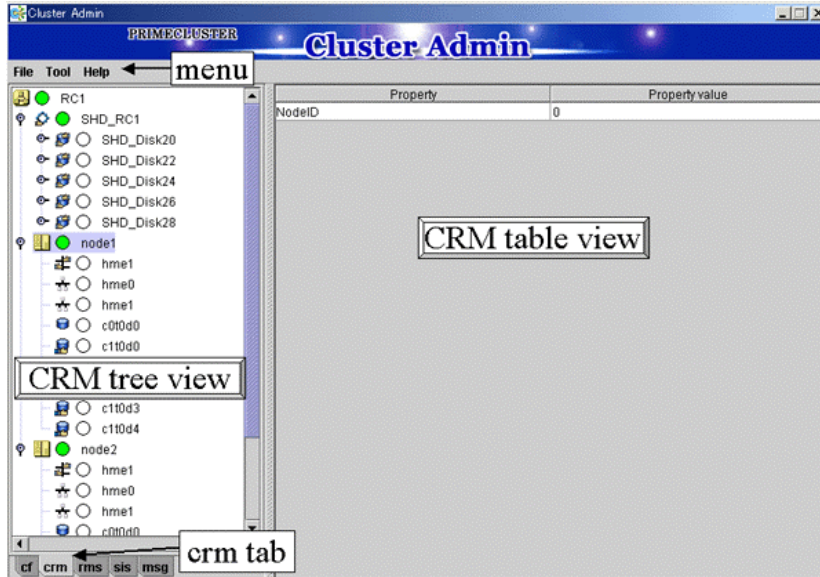 Cluster Admin
PRIMECLUSTER
Cluster Admin
File Tool Help
menu
RC1
SHD_RC1
SHD_Disk20
SHD_Disk22
SHD_Disk24
SHD_Disk26
SHD_Disk28
node1
hme1
hme0
hme1
c0t0d0
c1t0d0
CRM tree view
c1t0d3
c1t0d4
node2
hme1
hme0
hme1
c0t0d0
Property Property value
NodeID 0
CRM table view
crm tab
cf crm rms sis msg